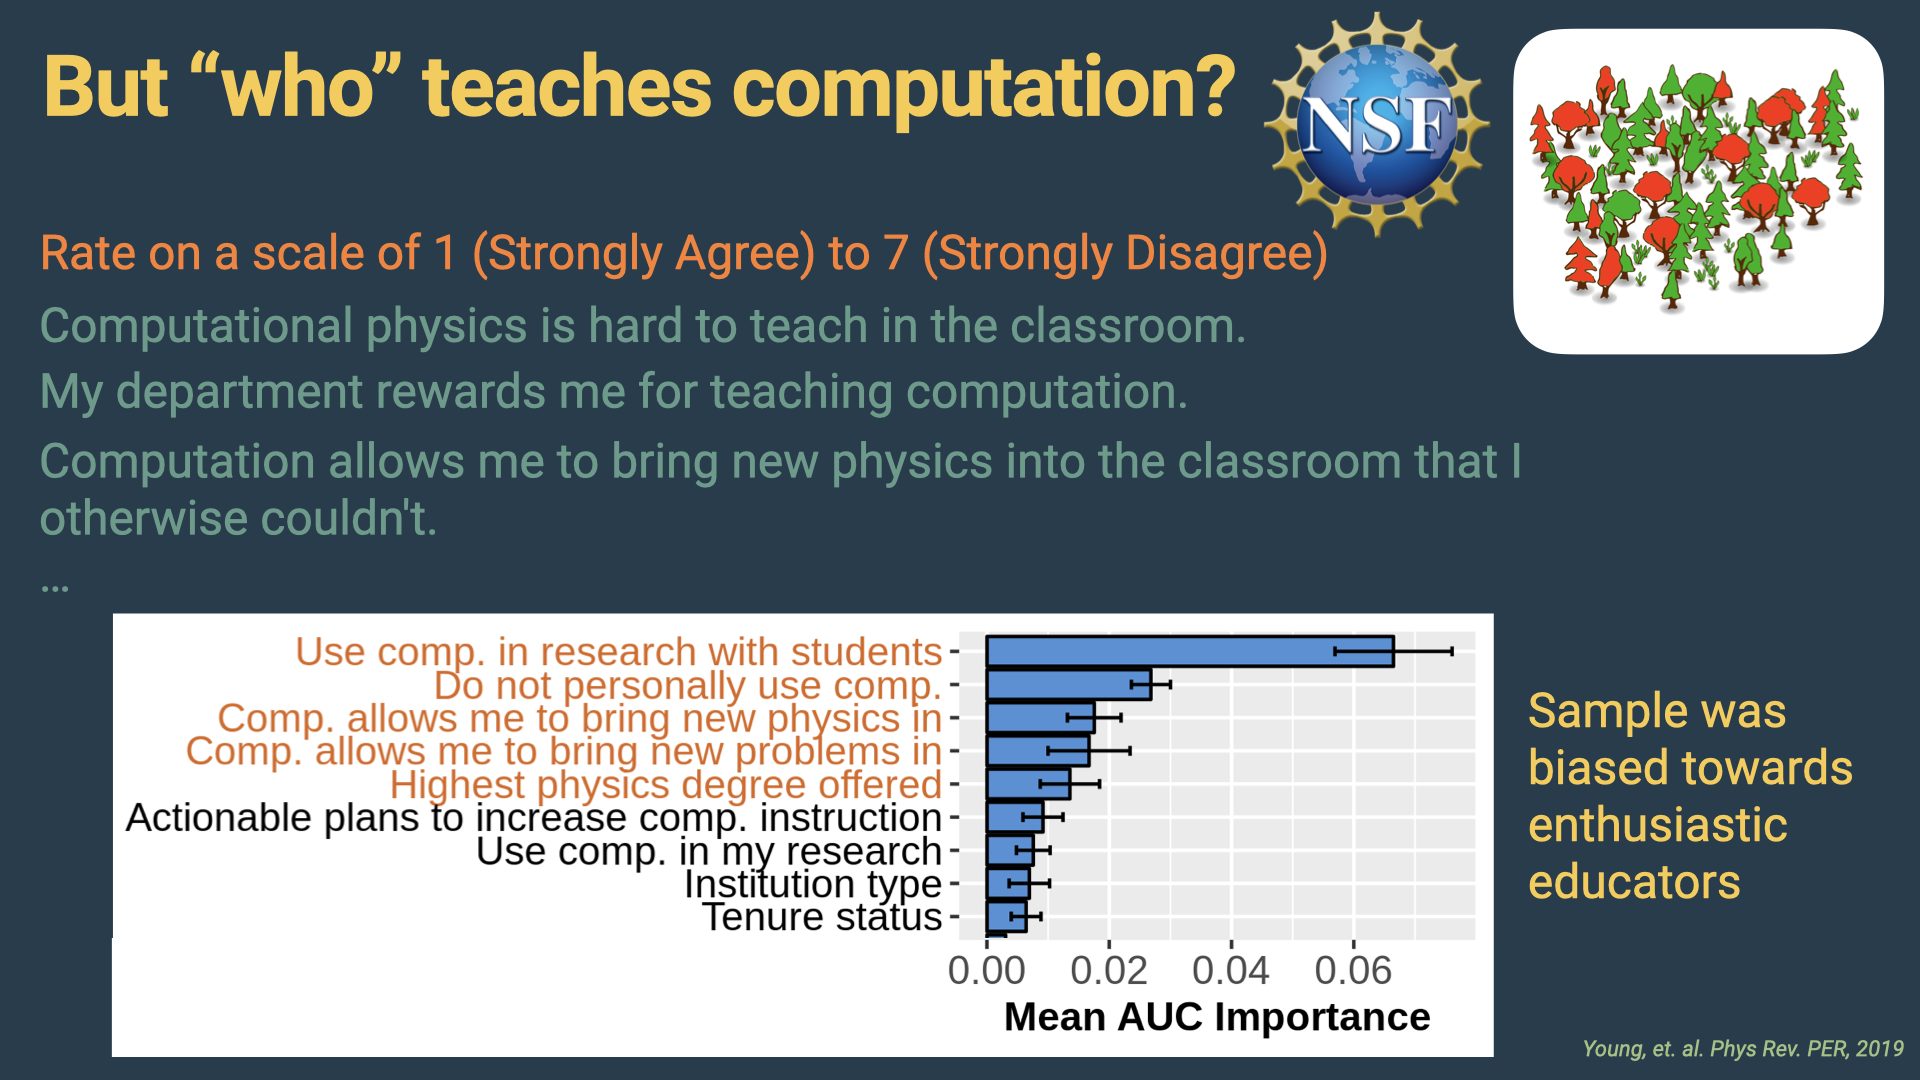 But “who” teaches computation?
NSF
Rate on a scale of 1 (Strongly Agree) to 7 (Strongly Disagree)
Computational physics is hard to teach in the classroom.
My department rewards me for teaching computation.
Computation allows me to bring new physics into the classroom that I
otherwise couldn't.
...
Use comp. in research with students
Do not personally use comp.
Comp. allows me to bring new physics in
Comp. allows me to bring new problems in
Highest physics degree offered
Actionable plans to increase comp. instruction
Use comp. in my research
Institution type
Tenure status
0.00 0.02 0.04 0.06
Mean AUC Importance
Sample was
biased towards
enthusiastic
educators
Young, et. al. Phys Rev. PER, 2019